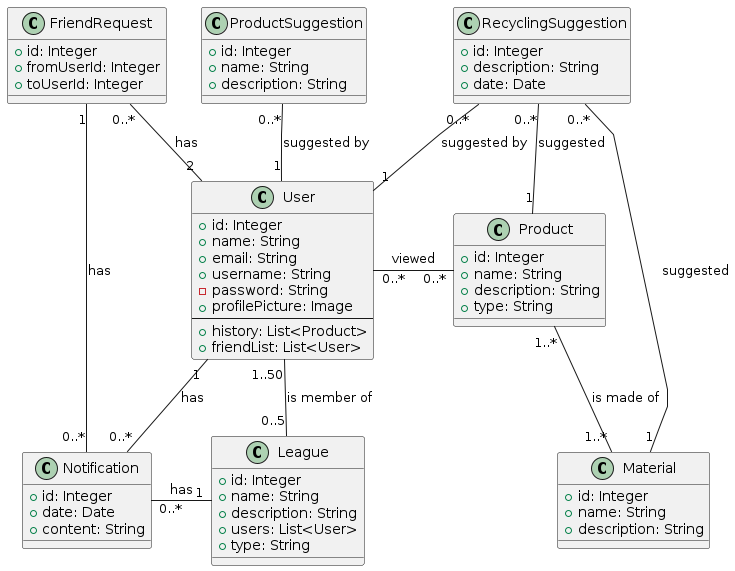 C FriendRequest
id: Integer
fromUserId: Integer
toUserId: Integer
C ProductSuggestion
id: Integer
name: String
description: String
C RecyclingSuggestion
id: Integer
description: String
date: Date
1
0..*
has
2
0..*
suggested by
1
0..*
suggested by
1
0..*
suggested
1
0..*
suggested
1
has
0..*
C User
id: Integer
name: String
email: String
username: String
password: String
profilePicture: Image
history: List<Product>
friendList: List<User>
viewed
0..*
0..*
C Product
id: Integer
name: String
description: String
type: String
1
has
0..*
1..50
is member of
0..5
1..*
is made of
1..*
C Notification
id: Integer
date: Date
content: String
has
0..*
1
C League
id: Integer
name: String
description: String
users: List<User>
type: String
C Material
id: Integer
name: String
description: String